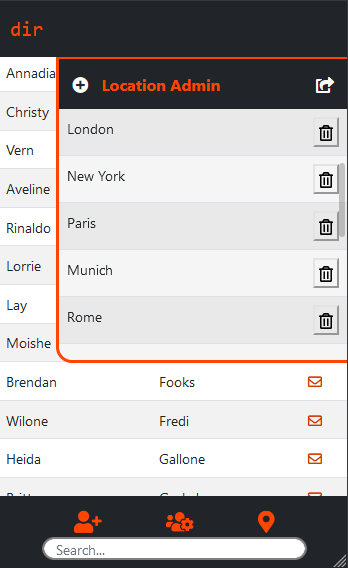 dir
Annadia
Location Admin
Christy
London
Vern
New York
Aveline
Rinaldo
Paris
Lorrie
Munich
Lay
Rome
Moishe
Brendan Fooks
Wilone Fredi
Heida Gallone
Search...